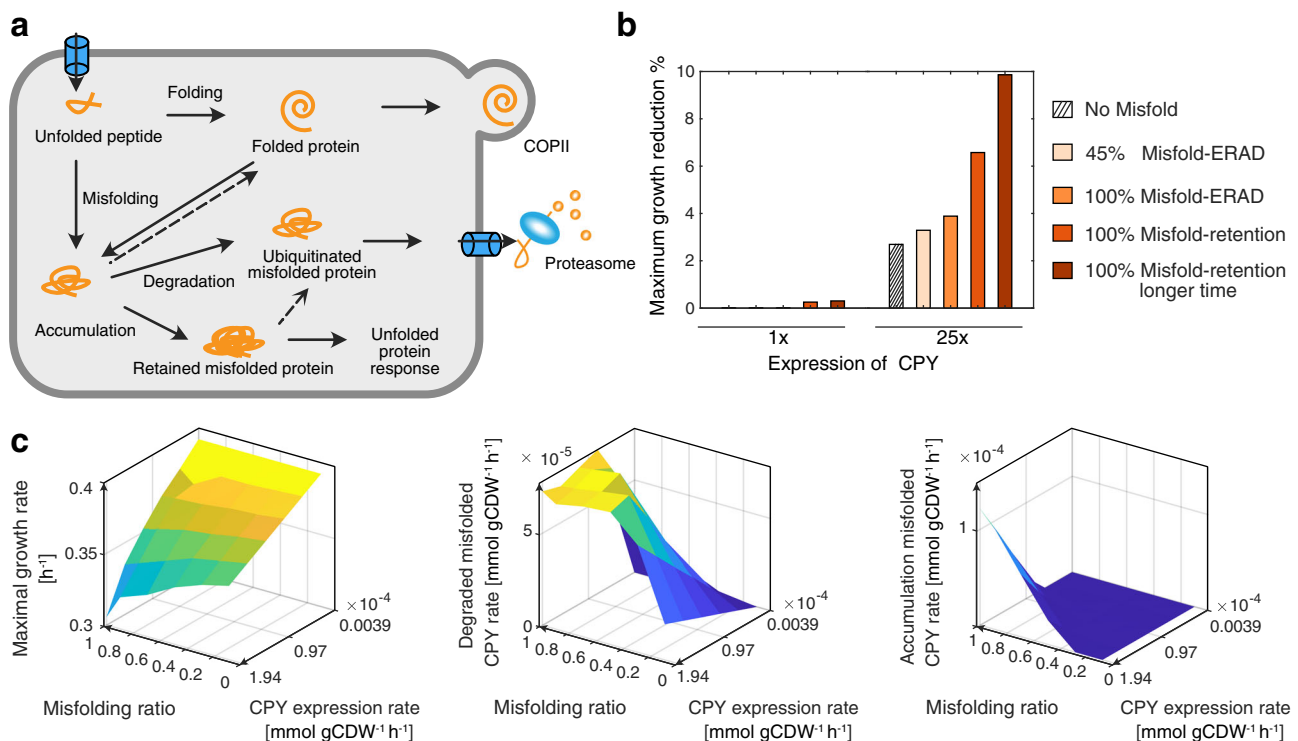 a
Unfolded peptide
Folding
Folded protein
COPII
Misfolding
Degradation
Ubiquitinated
misfolded protein
Proteasome
Accumulation
Retained misfolded protein
Unfolded
protein
response
b
Maximum growth reduction %
10
8
6
4
2
0
1x
25x
Expression of CPY
No Misfold
45% Misfold-ERAD
100% Misfold-ERAD
100% Misfold-retention
100% Misfold-retention
longer time
c
Maximal growth rate
[h⁻¹]
0.4
0.35
0.3
1
0.8
0.6
0.4
0.2
0
Misfolding ratio
× 10⁻⁴
0.0039
0.97
1.94
CPY expression rate
[mmol gCDW⁻¹ h⁻¹]
Degraded misfolded
CPY rate [mmol gCDW⁻¹ h⁻¹]
× 10⁻⁵
5
0
1
0.8
0.6
0.4
0.2
0
Misfolding ratio
× 10⁻⁴
0.0039
0.97
1.94
CPY expression rate
[mmol gCDW⁻¹ h⁻¹]
Accumulation misfolded
CPY rate [mmol gCDW⁻¹ h⁻¹]
× 10⁻⁴
1
0
1
0.8
0.6
0.4
0.2
0
Misfolding ratio
× 10⁻⁴
0.0039
0.97
1.94
CPY expression rate
[mmol gCDW⁻¹ h⁻¹]